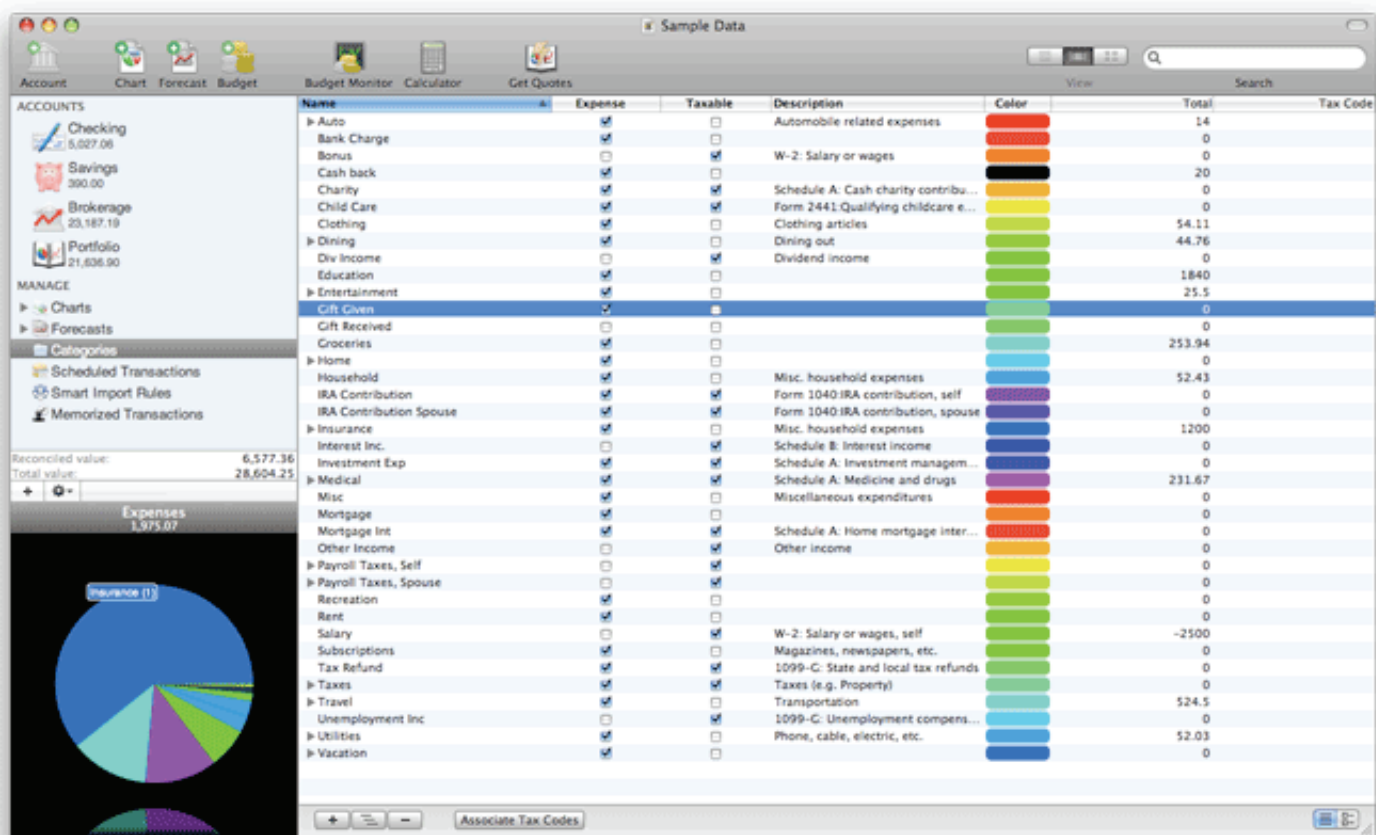 Sample Data
Account Chart Forecast Budget Budget Monitor Calculator Get Quotes View Search
ACCOUNTS
Checking
5,027.06
Savings
390.00
Brokerage
23,187.19
Portfolio
21,636.90
MANAGE
Charts
Forecasts
Categories
Scheduled Transactions
Smart Import Rules
Memorized Transactions
Reconciled value: 6,577.36
Total value: 28,604.25
Expenses
1,975.07
Insurance (1)
Name Expense Taxable Description Color Total Tax Code
Auto Automobile related expenses 14
Bank Charge 0
Bonus W-2: Salary or wages 0
Cash back 20
Charity Schedule A: Cash charity contribu... 0
Child Care Form 2441:Qualifying childcare e... 0
Clothing Clothing articles 54.11
Dining Dining out 44.76
Div Income Dividend income 0
Education 1840
Entertainment 25.5
Gift Given 0
Gift Received 0
Groceries 253.94
Home 0
Household Misc. household expenses 52.43
IRA Contribution Form 1040:IRA contribution, self 0
IRA Contribution Spouse Form 1040:IRA contribution, spouse 0
Insurance Misc. household expenses 1200
Interest Inc. Schedule B: Interest income 0
Investment Exp Schedule A: Investment managem... 0
Medical Schedule A: Medicine and drugs 231.67
Misc Miscellaneous expenditures 0
Mortgage 0
Mortgage Int Schedule A: Home mortgage inter... 0
Other Income Other income 0
Payroll Taxes, Self 0
Payroll Taxes, Spouse 0
Recreation 0
Rent 0
Salary W-2: Salary or wages, self -2500
Subscriptions Magazines, newspapers, etc. 0
Tax Refund 1099-G: State and local tax refunds 0
Taxes Taxes (e.g. Property) 0
Travel Transportation 524.5
Unemployment Inc 1099-G: Unemployment compens... 0
Utilities Phone, cable, electric, etc. 52.03
Vacation 0
Associate Tax Codes